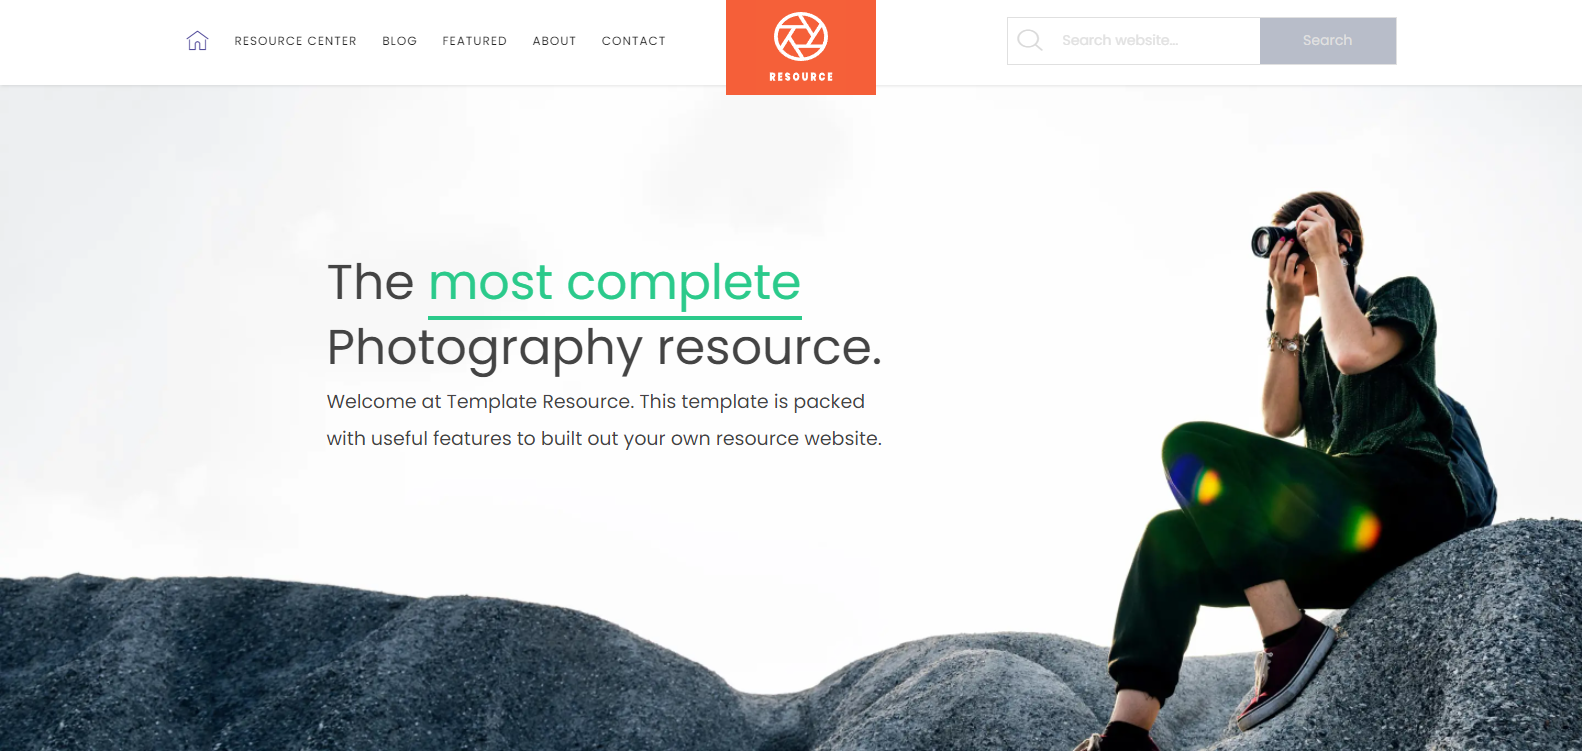 RESOURCE CENTER BLOG FEATURED ABOUT CONTACT
RESOURCE
Search website... Search
The most complete
Photography resource.
Welcome at Template Resource. This template is packed
with useful features to built out your own resource website.